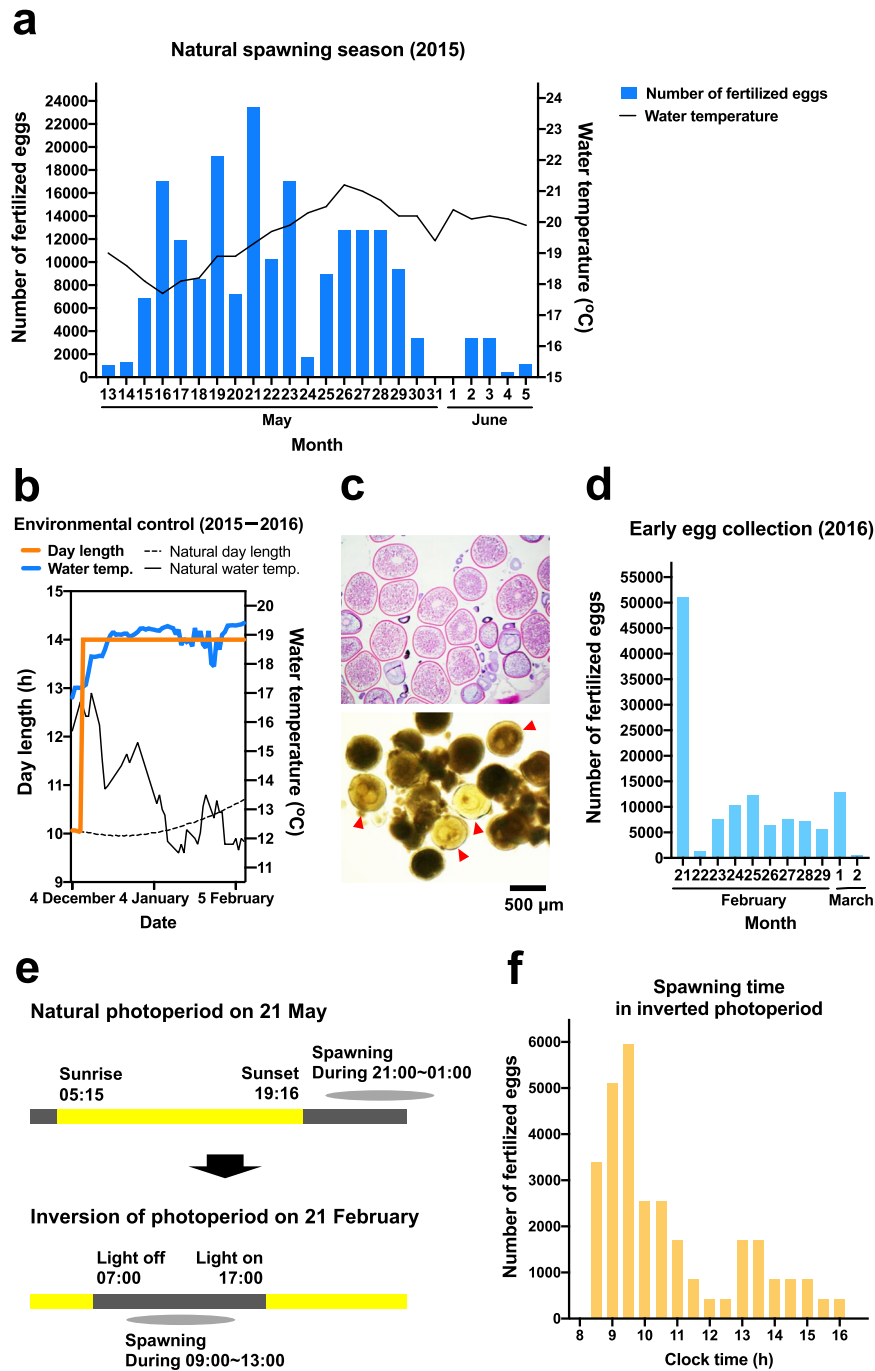 a
Natural spawning season (2015)
Number of fertilized eggs
Water temperature
Number of fertilized eggs
24000
22000
20000
18000
16000
14000
12000
10000
8000
6000
4000
2000
0
24
23
22
21
20
19
18
17
16
15
Water temperature (ºC)
13 14 15 16 17 18 19 20 21 22 23 24 25 26 27 28 29 30 31 1 2 3 4 5
May June
Month
b
Environmental control (2015–2016)
Day length Natural day length
Water temp. Natural water temp.
Day length (h)
15
14
13
12
11
10
9
20
19
18
17
16
15
14
13
12
11
Water temperature (ºC)
4 December 4 January 5 February
Date
c
500 µm
d
Early egg collection (2016)
Number of fertilized eggs
55000
50000
45000
40000
35000
30000
25000
20000
15000
10000
5000
0
21 22 23 24 25 26 27 28 29 1 2
February March
Month
e
Natural photoperiod on 21 May
Sunrise
05:15
Sunset
19:16
Spawning
During 21:00~01:00
Inversion of photoperiod on 21 February
Light off
07:00
Light on
17:00
Spawning
During 09:00~13:00
f
Spawning time
in inverted photoperiod
Number of fertilized eggs
6000
5000
4000
3000
2000
1000
0
8 9 10 11 12 13 14 15 16
Clock time (h)